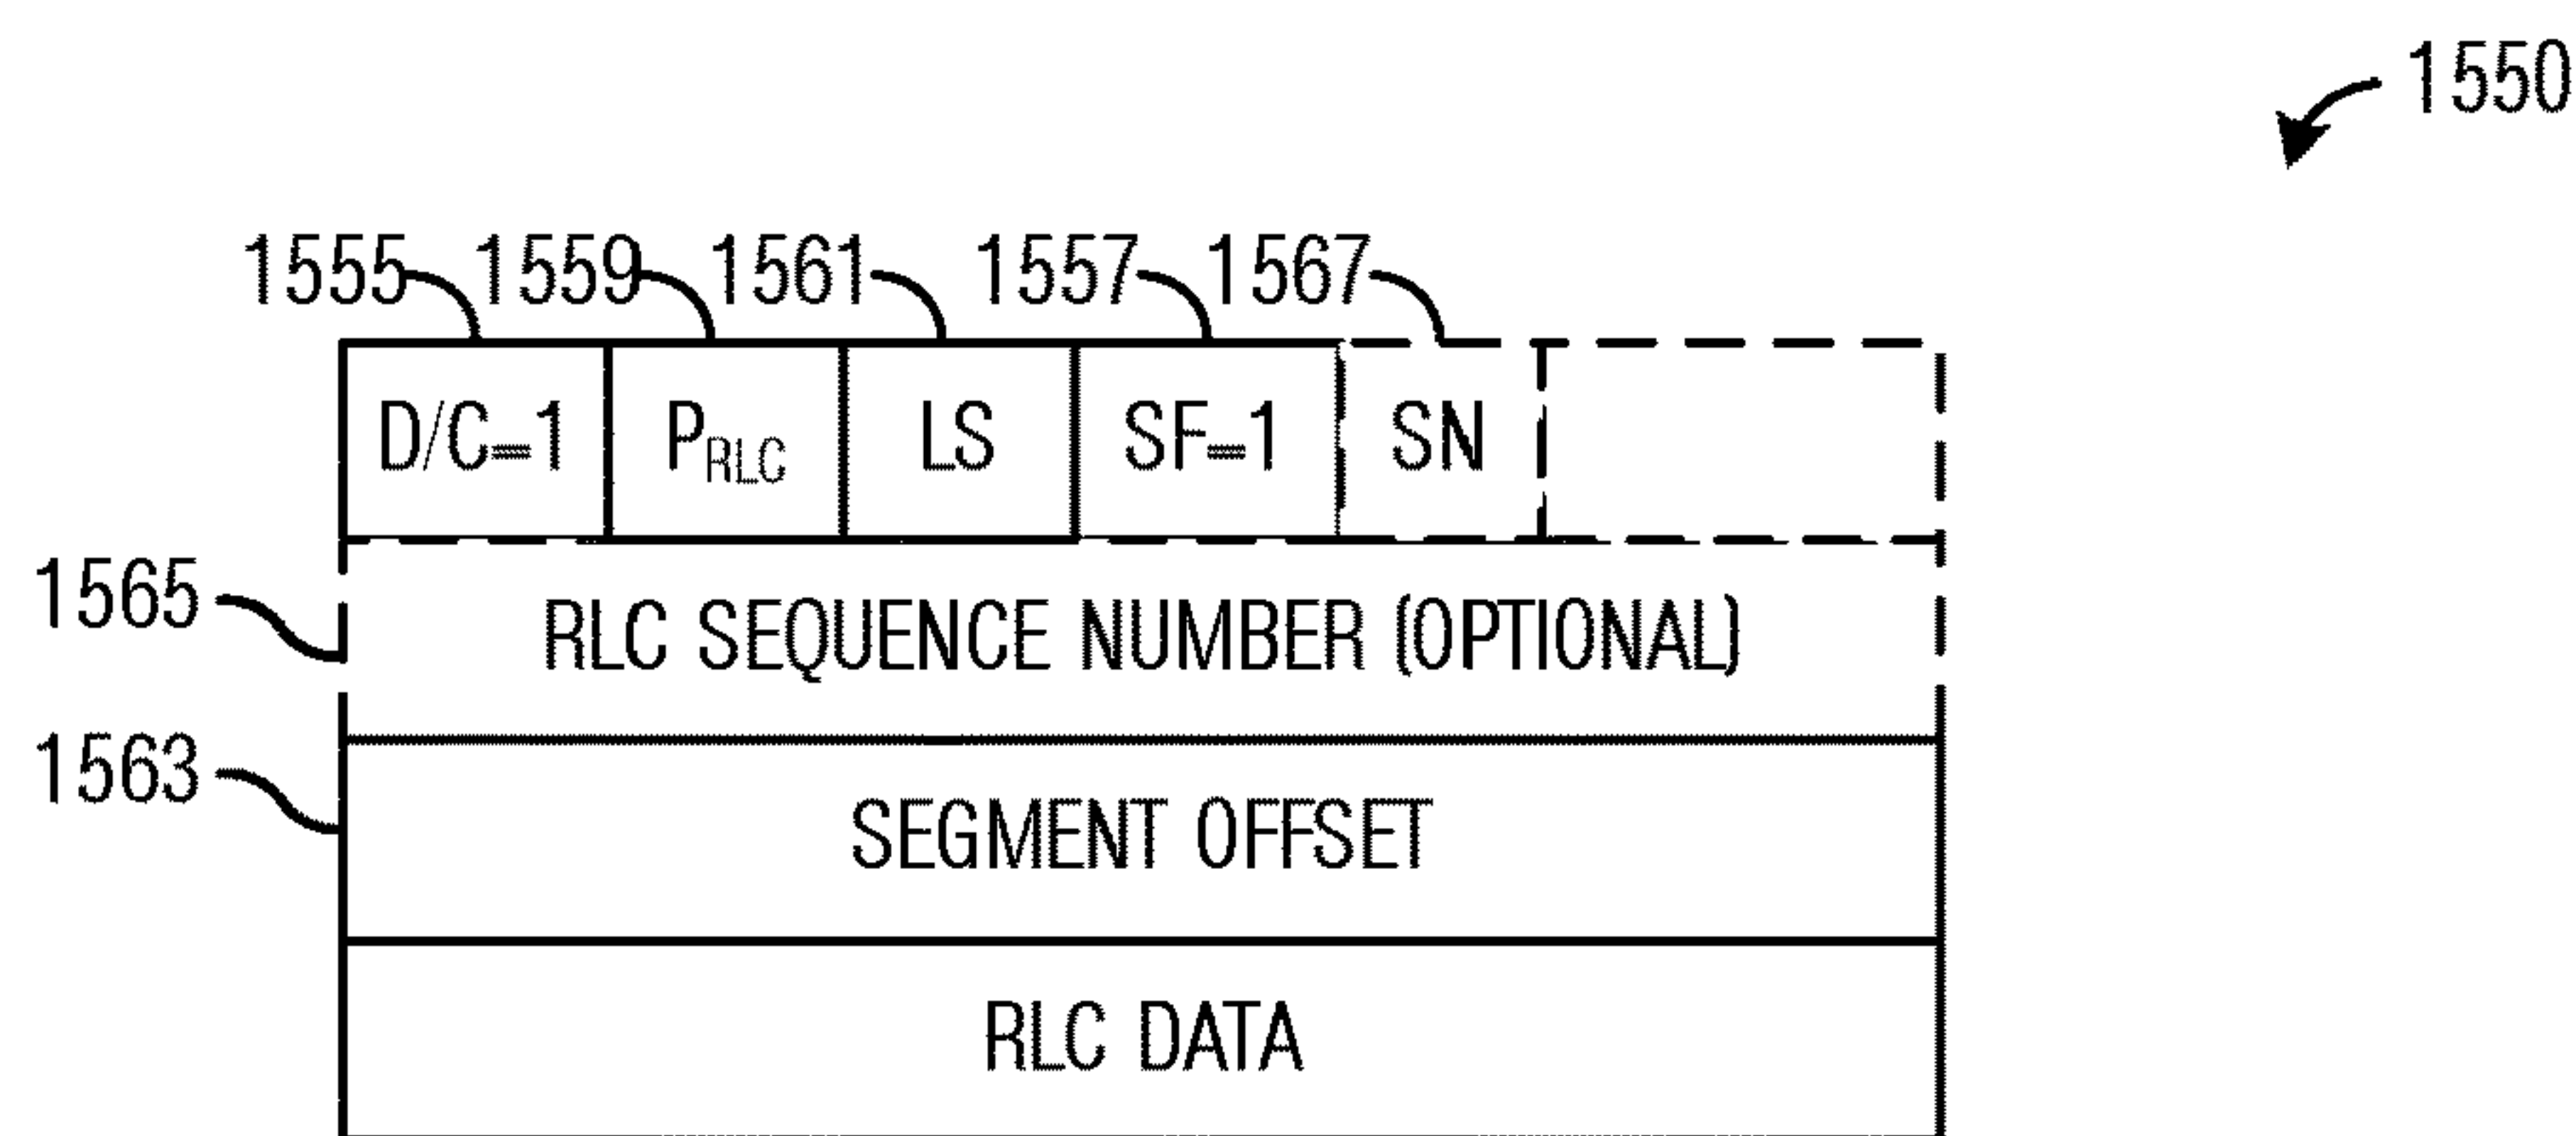 1550
1555 1559 1561 1557 1567
D/C=1 PRLC LS SF=1 SN
1565 RLC SEQUENCE NUMBER (OPTIONAL)
1563 SEGMENT OFFSET
RLC DATA